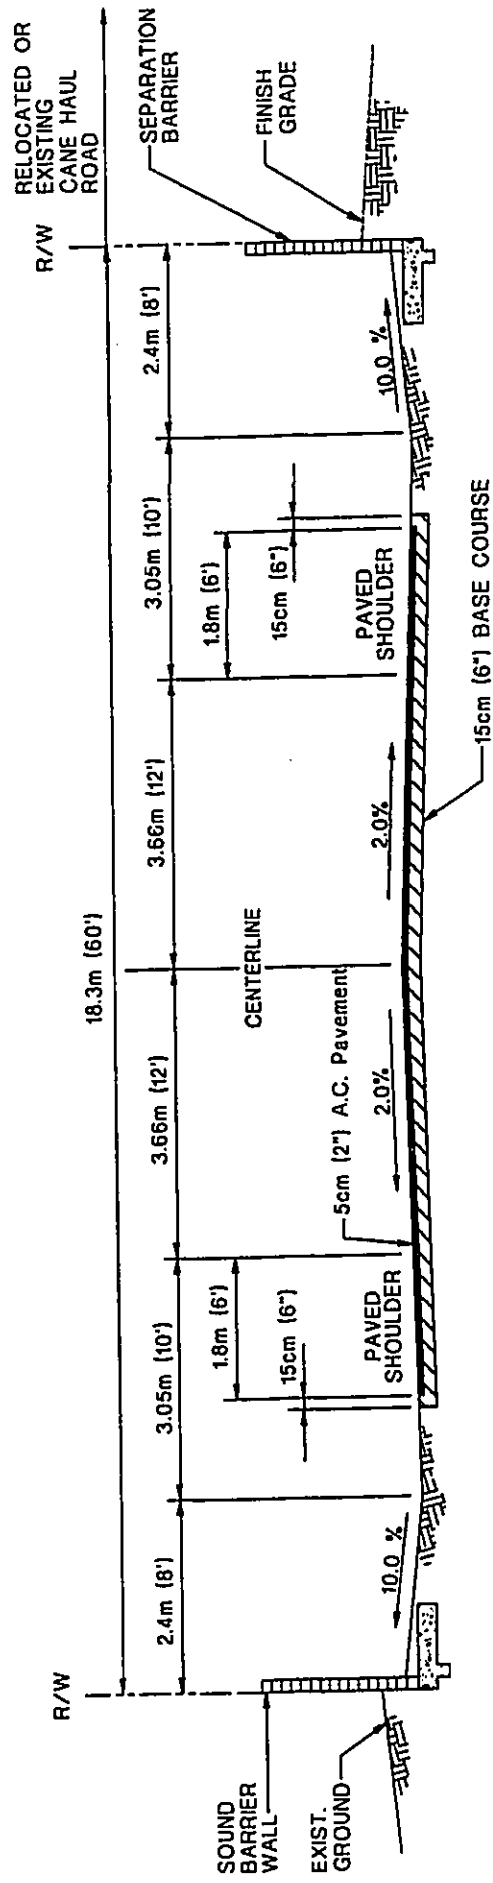 R/W
RELOCATED OR
EXISTING
CANE HAUL
ROAD
R/W
18.3m (60')
SEPARATION
BARRIER
2.4m (8')
3.05m (10')
3.66m (12')
3.66m (12')
3.05m (10')
2.4m (8')
SOUND
BARRIER
WALL
1.8m (6')
CENTERLINE
1.8m (6')
FINISH
GRADE
15cm (6")
15cm (6")
EXIST.
GROUND
PAVED
SHOULDER
5cm (2") A.C. Pavement
PAVED
SHOULDER
10.0 %
2.0%
2.0%
10.0 %
15cm (6") BASE COURSE